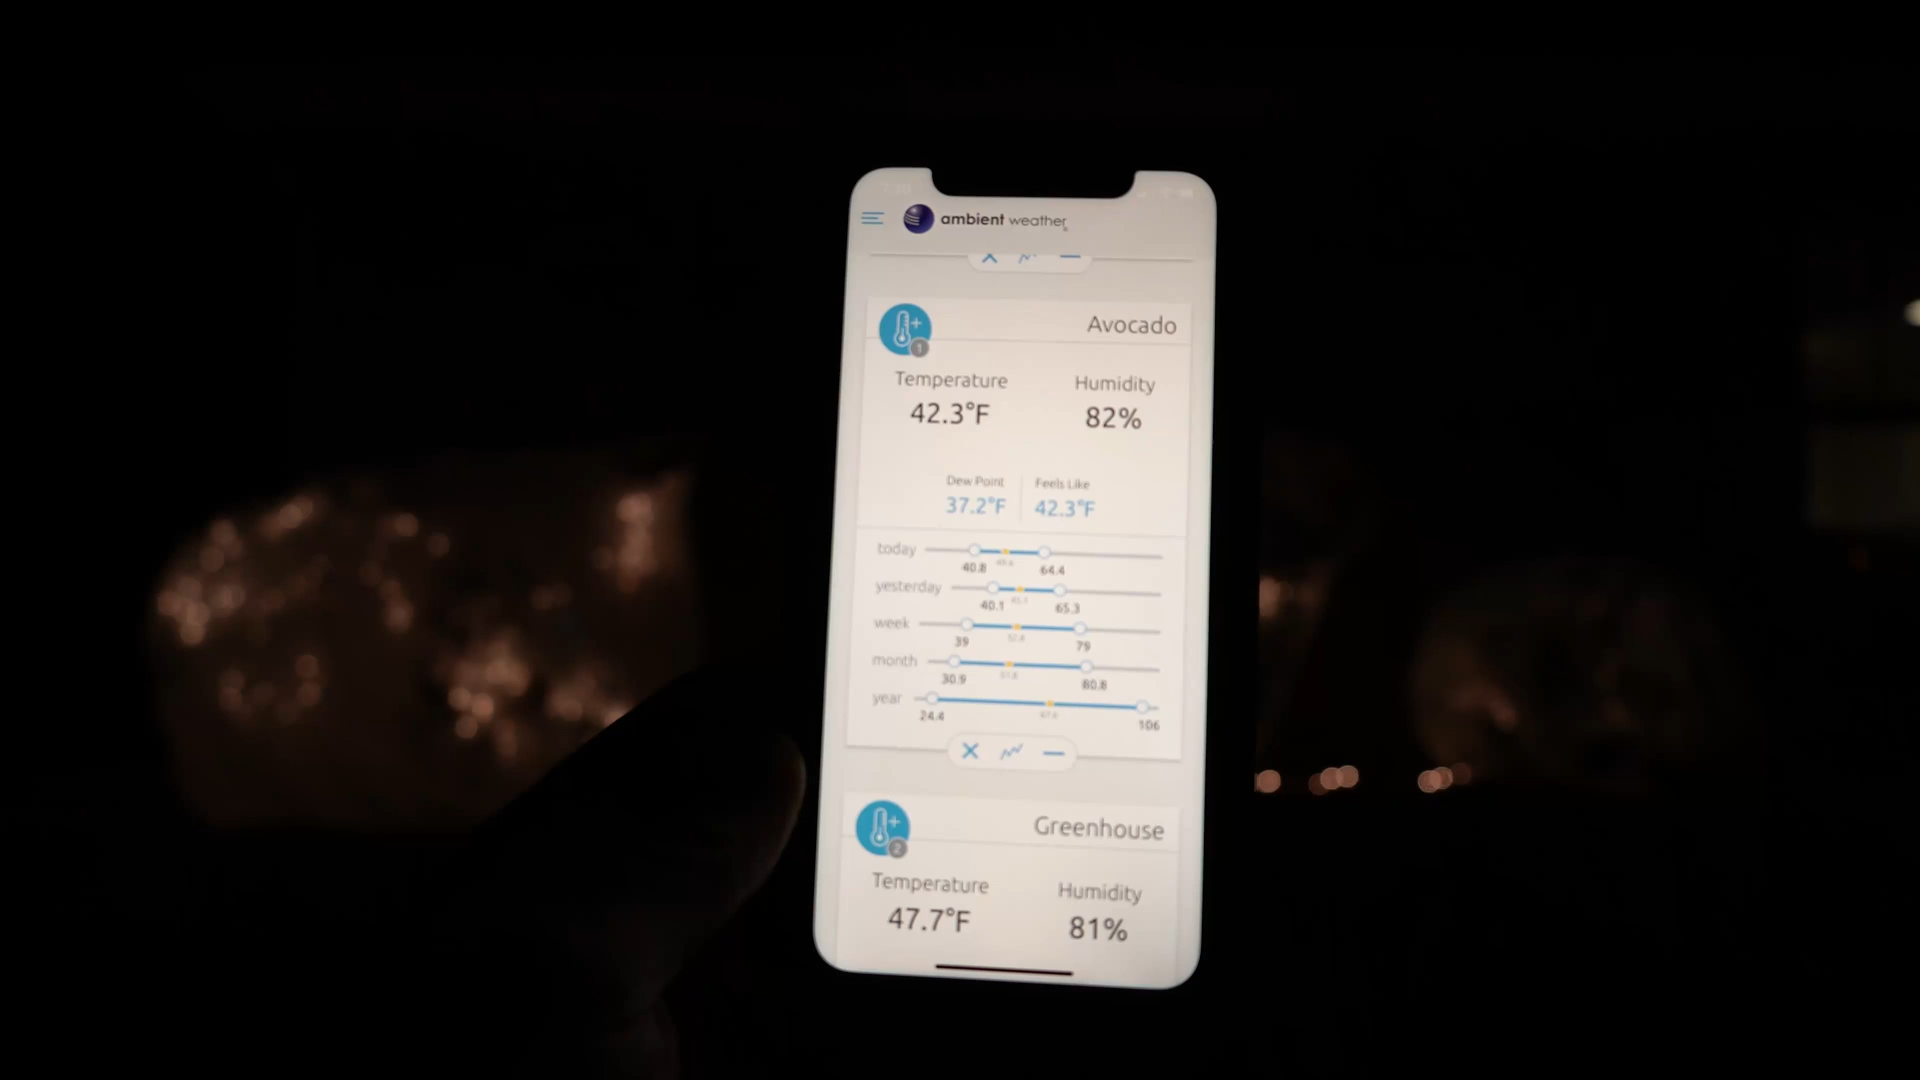 ambient weather
Avocado
1
Temperature Humidity
42.3°F 82%
Dew Point Feels Like
37.2°F 42.3°F
today
40.8 64.4
yesterday
40.1 65.3
week
39 79
month
30.9 80.8
year
24.4 106
Greenhouse
2
Temperature Humidity
47.7°F 81%